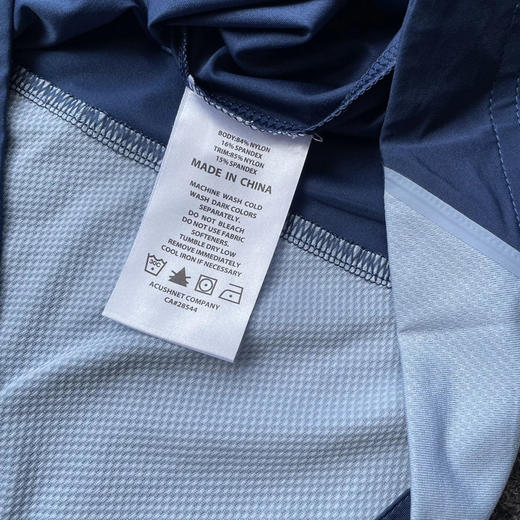 BODY:84% NYLON
16% SPANDEX
TRIM:85% NYLON
15% SPANDEX
MADE IN CHINA
MACHINE WASH COLD
WASH DARK COLORS
SEPARATELY.
DO NOT BLEACH
DO NOT USE FABRIC
SOFTENERS.
TUMBLE DRY LOW
REMOVE IMMEDIATELY
COOL IRON IF NECESSARY
30C
ACUSHNET COMPANY
CA#28544